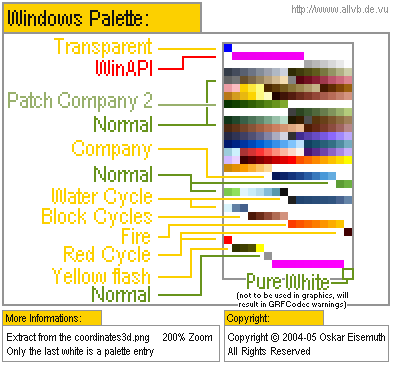 Windows Palette:
http://www.allvb.de.vu
Transparent
WinAPI
Patch Company 2
Normal
Company
Normal
Water Cycle
Block Cycles
Fire
Red Cycle
Yellow flash
Normal
Pure White
(not to be used in graphics, will
result in GRFCodec warnings)
More Informations:
Extract from the coordinates3d.png 200% Zoom
Only the last white is a palette entry
Copyright:
Copyright © 2004-05 Oskar Eisemuth
All Rights Reserved